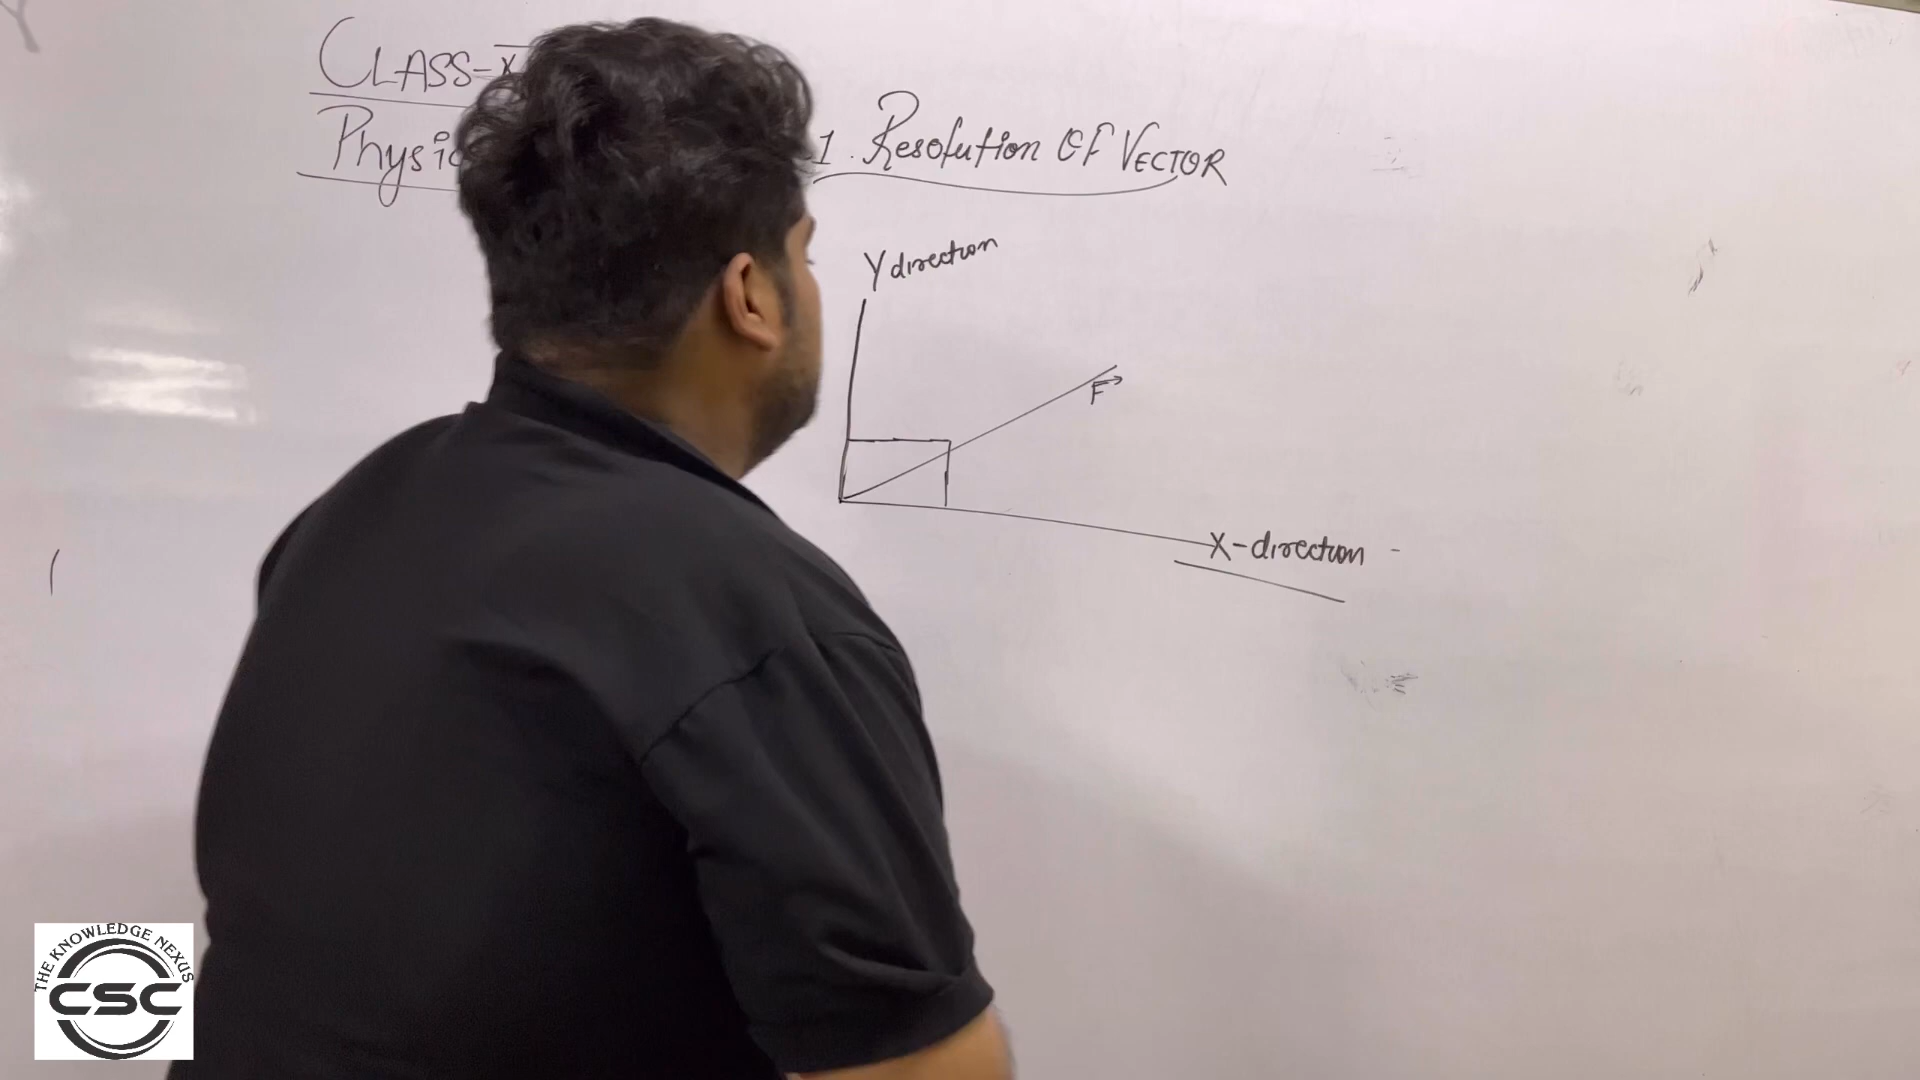 CLASS-X
Physic
1. Resolution OF VECTOR
Y direction
F
X-direction -
THE KNOWLEDGE NEXUS
CSC